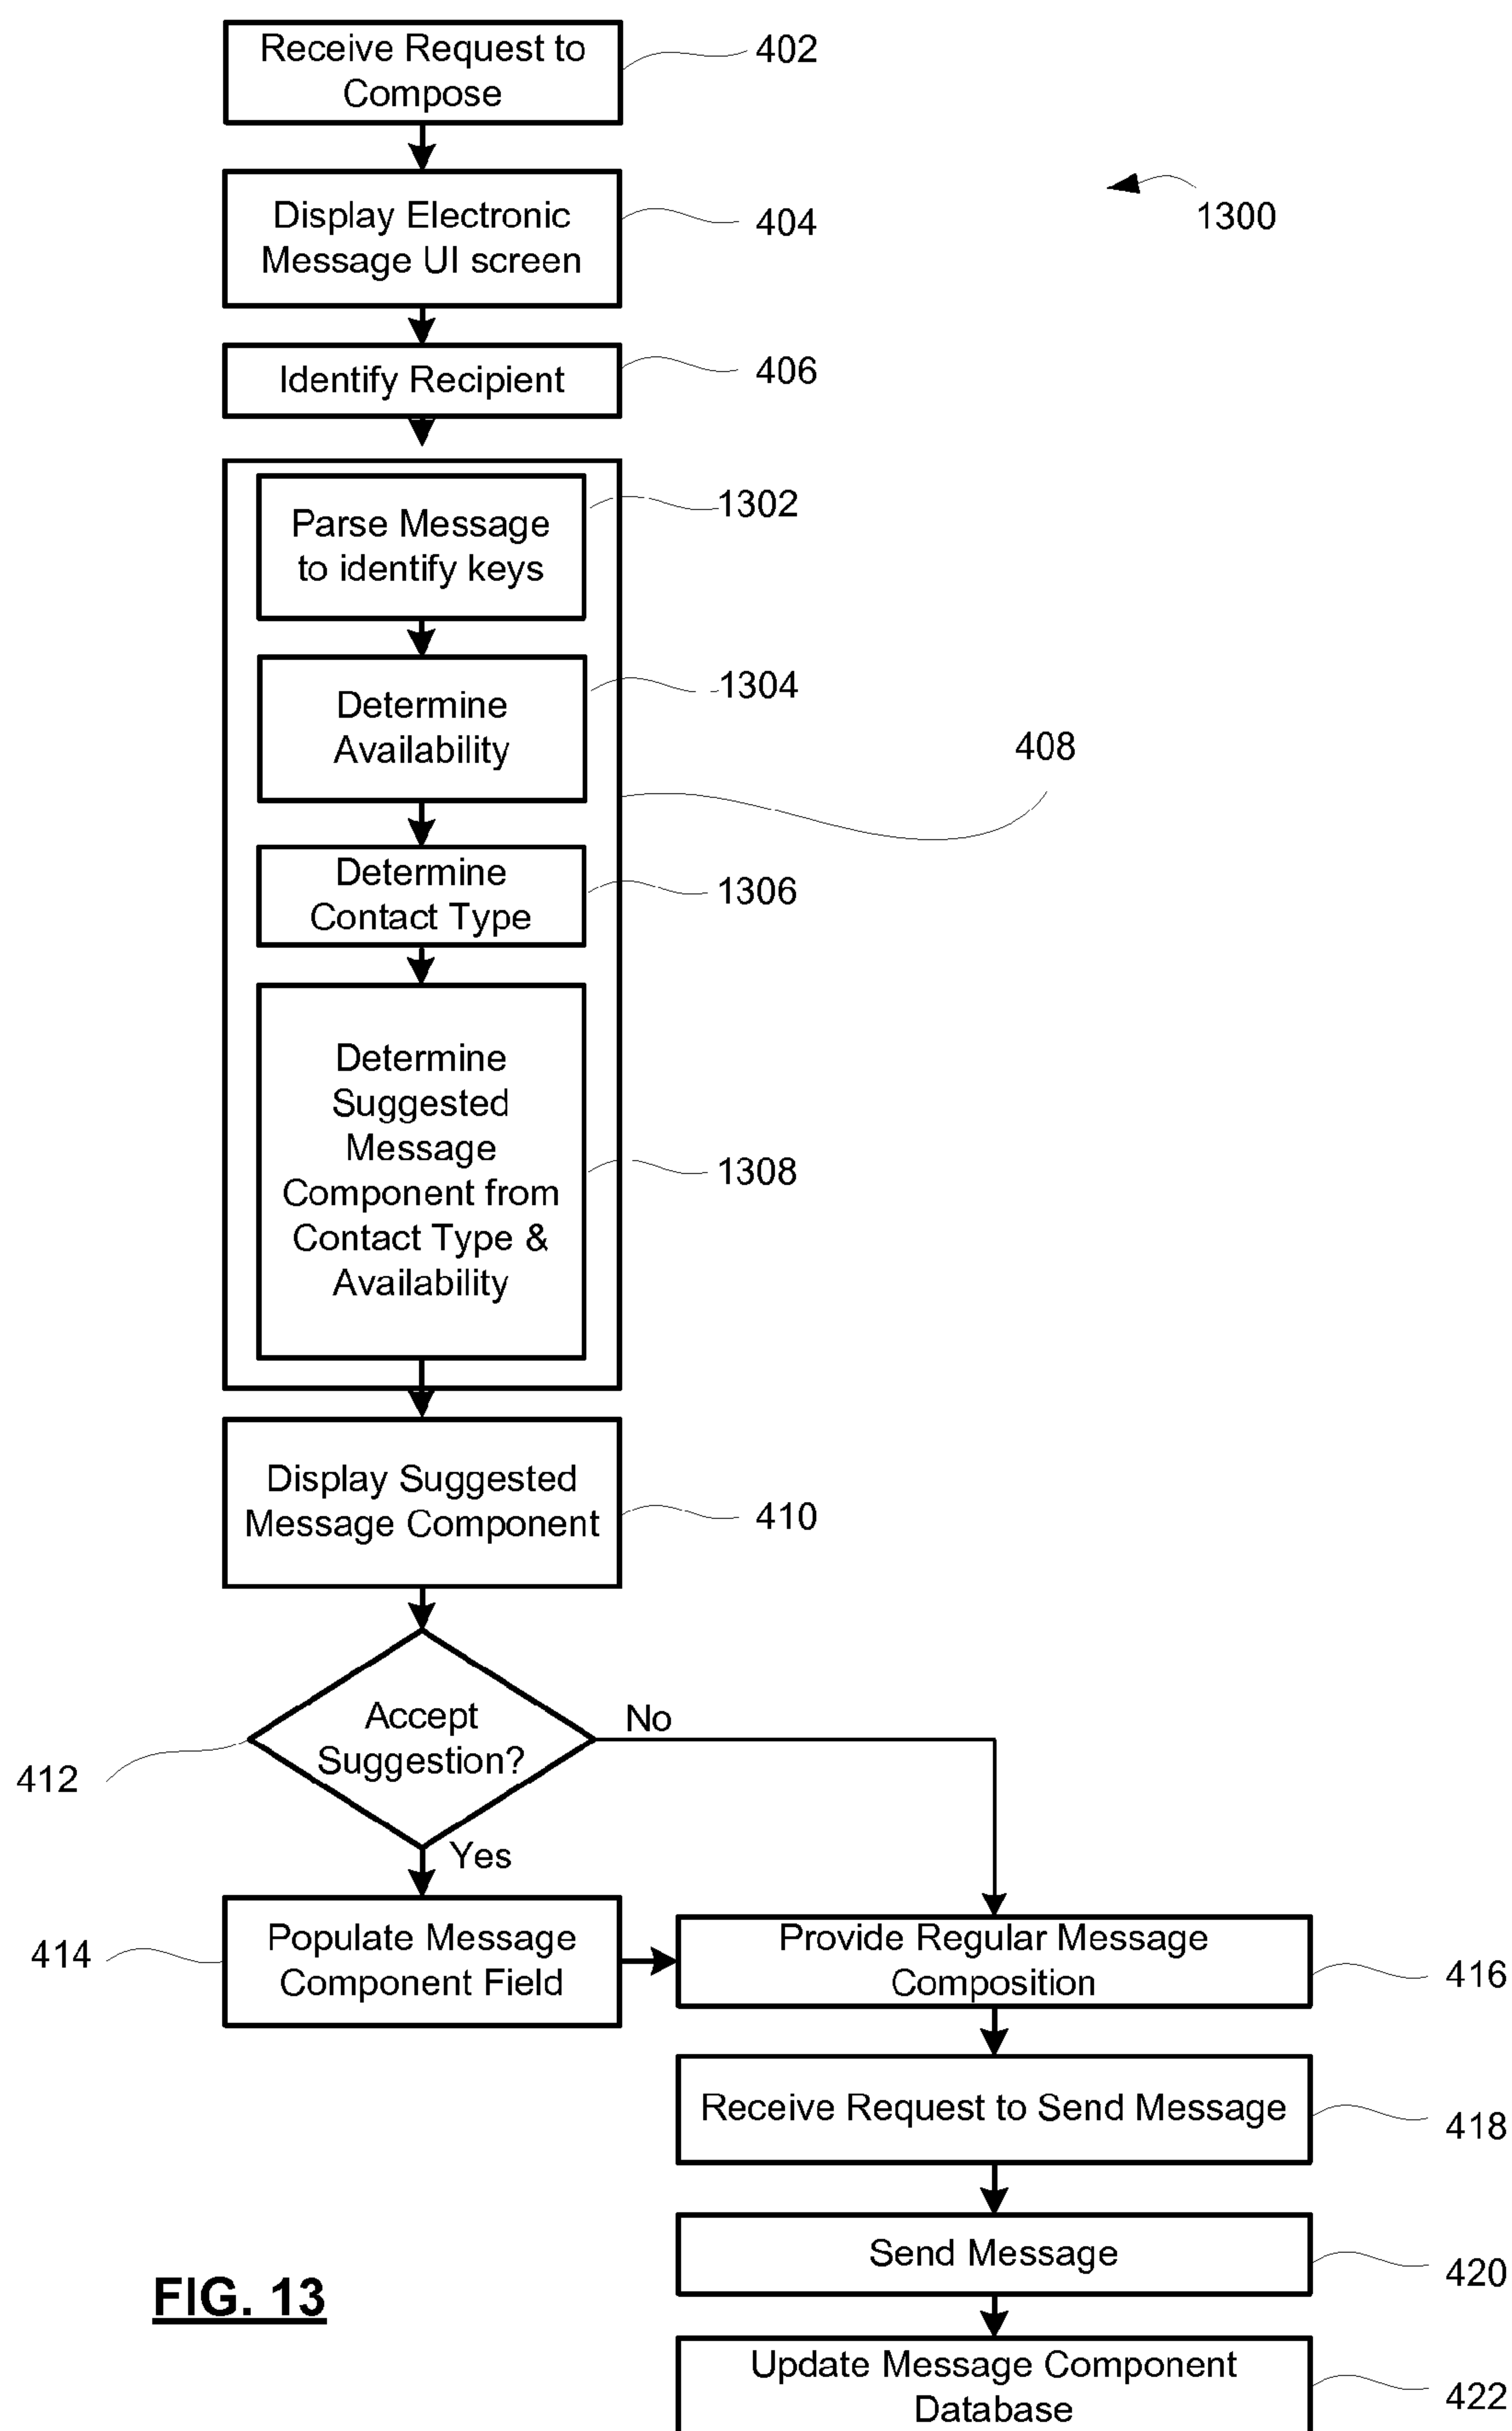 Receive Request to
Compose
402
1300
Display Electronic
Message UI screen
404
Identify Recipient
406
Parse Message
to identify keys
1302
Determine
Availability
1304
408
Determine
Contact Type
1306
Determine
Suggested
Message
Component from
Contact Type &
Availability
1308
Display Suggested
Message Component
410
Accept
Suggestion?
No
412
Yes
Populate Message
Component Field
414
Provide Regular Message
Composition
416
Receive Request to Send Message
418
Send Message
420
FIG. 13
Update Message Component
Database
422